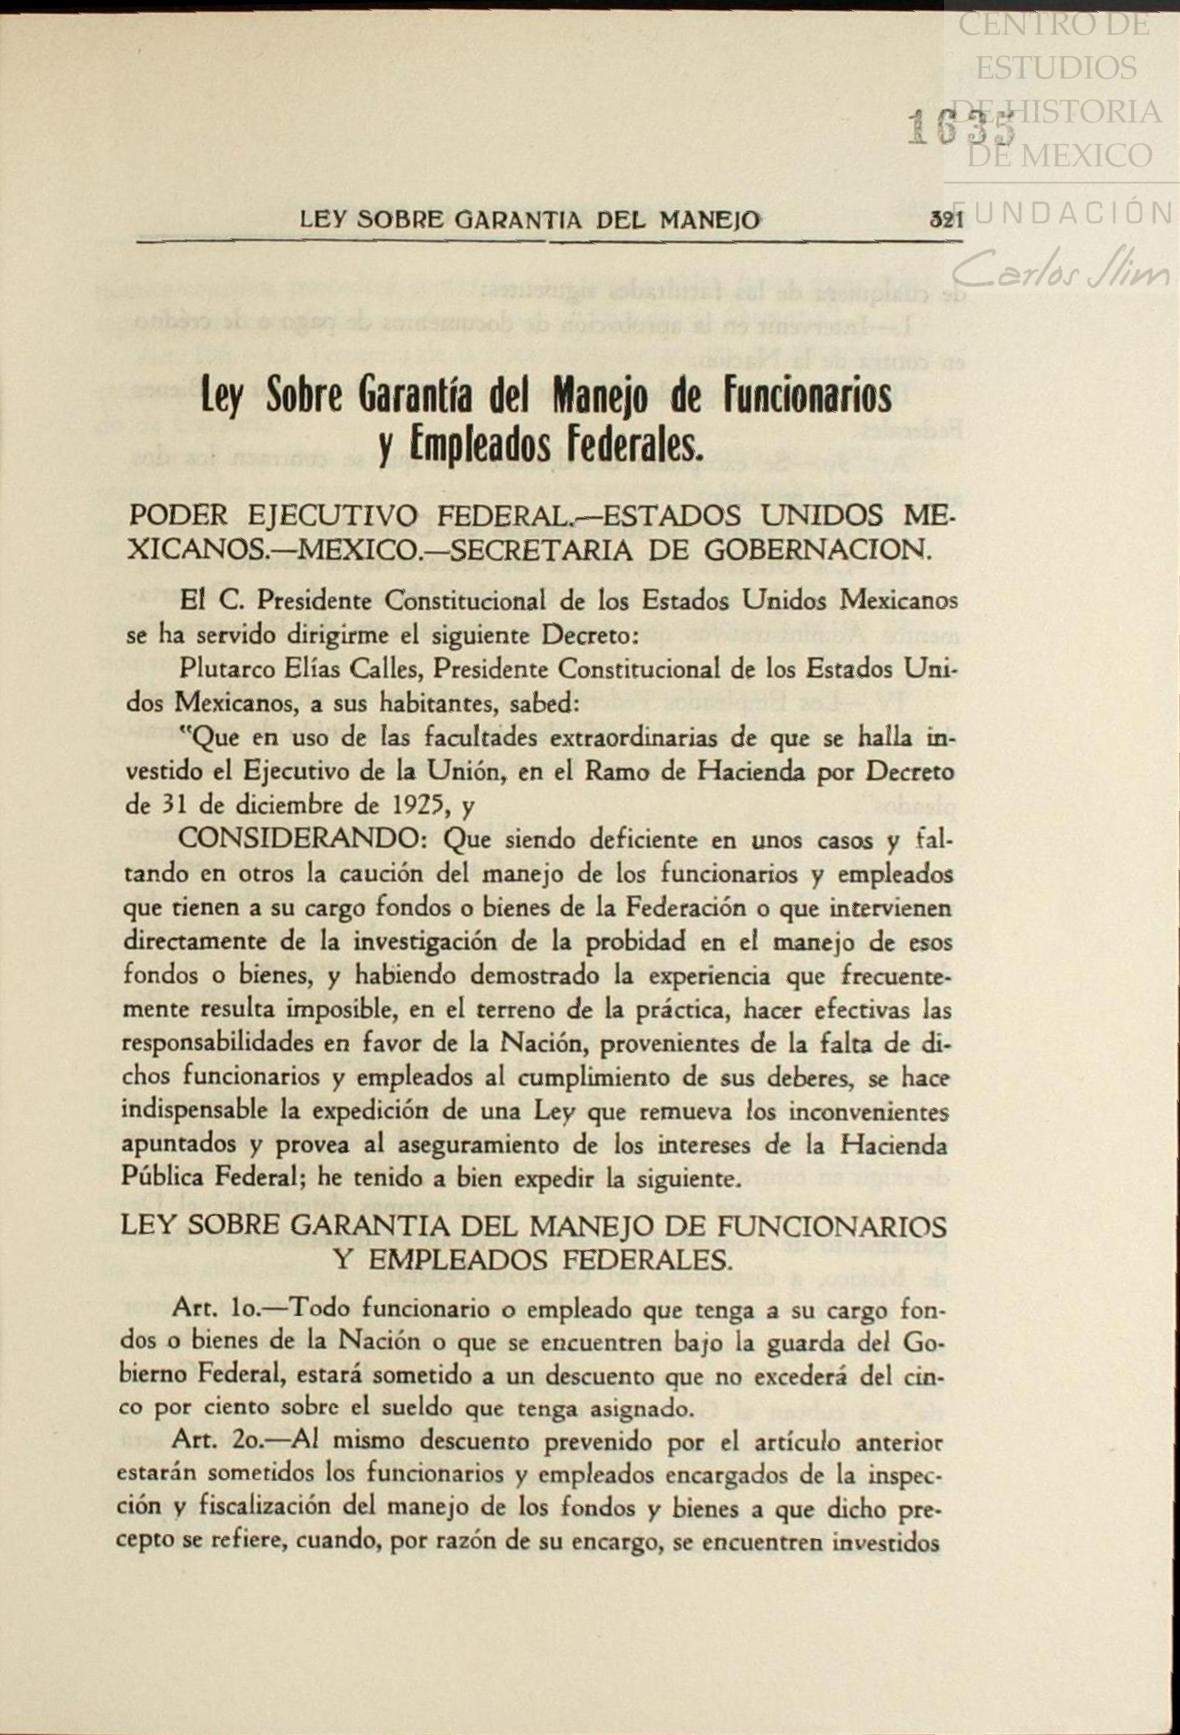 CENTRO DE
ESTUDIOS
DE HISTORIA
DE MEXICO
FUNDACIÓN
Carlos Slim
1635
LEY SOBRE GARANTIA DEL MANEJO 321
Ley Sobre Garantía del Manejo de Funcionarios
y Empleados Federales.
PODER EJECUTIVO FEDERAL.—ESTADOS UNIDOS ME-
XICANOS.—MEXICO.—SECRETARIA DE GOBERNACION.
El C. Presidente Constitucional de los Estados Unidos Mexicanos
se ha servido dirigirme el siguiente Decreto:
Plutarco Elías Calles, Presidente Constitucional de los Estados Uni-
dos Mexicanos, a sus habitantes, sabed:
"Que en uso de las facultades extraordinarias de que se halla in-
vestido el Ejecutivo de la Unión, en el Ramo de Hacienda por Decreto
de 31 de diciembre de 1925, y
CONSIDERANDO: Que siendo deficiente en unos casos y fal-
tando en otros la caución del manejo de los funcionarios y empleados
que tienen a su cargo fondos o bienes de la Federación o que intervienen
directamente de la investigación de la probidad en el manejo de esos
fondos o bienes, y habiendo demostrado la experiencia que frecuente-
mente resulta imposible, en el terreno de la práctica, hacer efectivas las
responsabilidades en favor de la Nación, provenientes de la falta de di-
chos funcionarios y empleados al cumplimiento de sus deberes, se hace
indispensable la expedición de una Ley que remueva los inconvenientes
apuntados y provea al aseguramiento de los intereses de la Hacienda
Pública Federal; he tenido a bien expedir la siguiente.
LEY SOBRE GARANTIA DEL MANEJO DE FUNCIONARIOS
Y EMPLEADOS FEDERALES.
Art. 1o.—Todo funcionario o empleado que tenga a su cargo fon-
dos o bienes de la Nación o que se encuentren bajo la guarda del Go-
bierno Federal, estará sometido a un descuento que no excederá del cin-
co por ciento sobre el sueldo que tenga asignado.
Art. 2o.—Al mismo descuento prevenido por el artículo anterior
estarán sometidos los funcionarios y empleados encargados de la inspec-
ción y fiscalización del manejo de los fondos y bienes a que dicho pre-
cepto se refiere, cuando, por razón de su encargo, se encuentren investidos